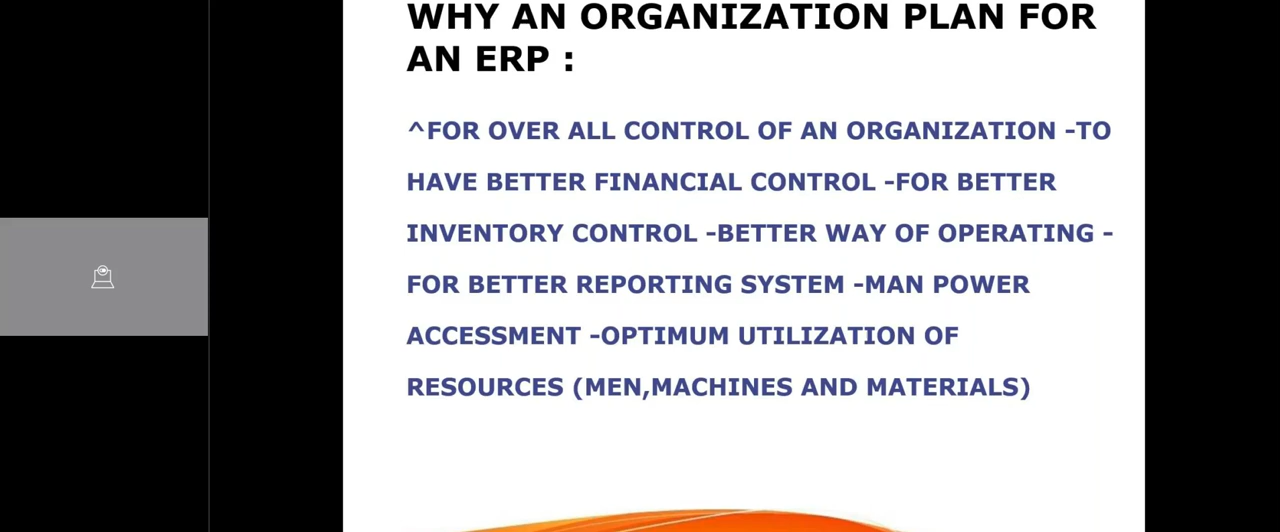 WHY AN ORGANIZATION PLAN FOR
AN ERP :
^FOR OVER ALL CONTROL OF AN ORGANIZATION -TO
HAVE BETTER FINANCIAL CONTROL -FOR BETTER
INVENTORY CONTROL -BETTER WAY OF OPERATING -
FOR BETTER REPORTING SYSTEM -MAN POWER
ACCESSMENT -OPTIMUM UTILIZATION OF
RESOURCES (MEN,MACHINES AND MATERIALS)